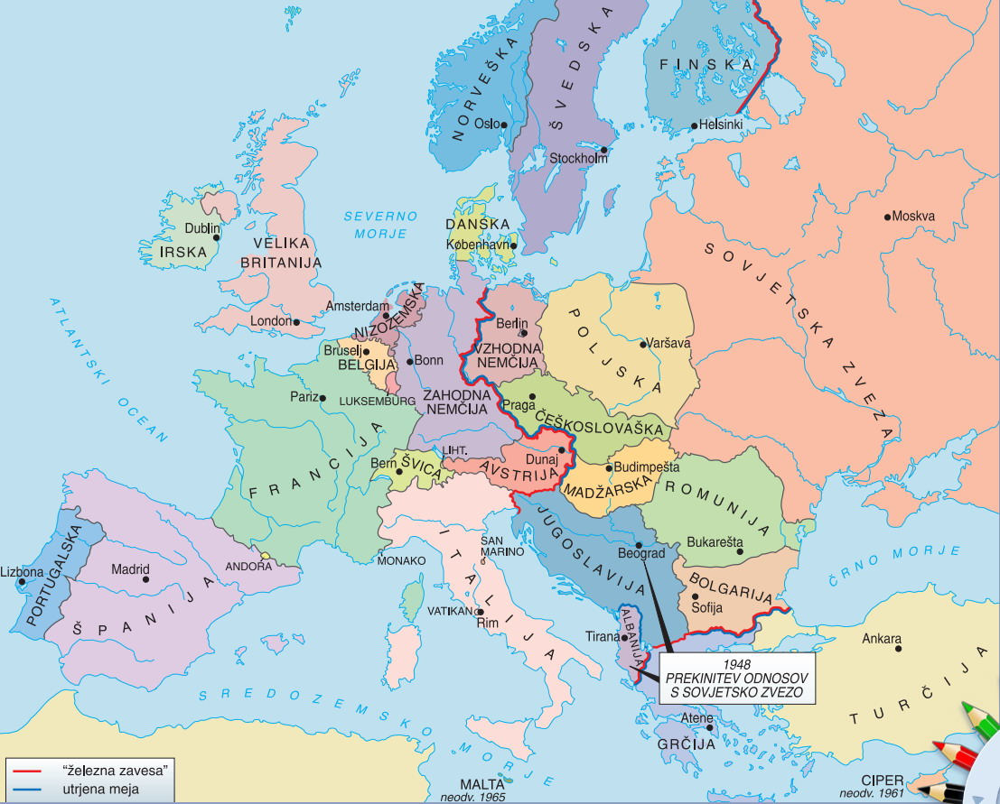 NORVEŠKA
Oslo
ŠVEDSKA
Stockholm
FINSKA
Helsinki
Moskva
SOVJETSKA ZVEZA
SEVERNO
MORJE
DANSKA
København
Dublin
IRSKA
VELIKA
BRITANIJA
London
ATLANTSKI OCEAN
Amsterdam
NIZOZEMSKA
Bruselj
BELGIJA
Bonn
LUKSEMBURG
ZAHODNA
NEMČIJA
Berlin
VZHODNA
NEMČIJA
POLJSKA
Varšava
Praga
ČEŠKOSLOVAŠKA
Pariz
FRANCIJA
Bern
ŠVICA
LIHT.
Dunaj
AVSTRIJA
Budimpešta
MADŽARSKA
ROMUNIJA
Bukarešta
JUGOSLAVIJA
Beograd
BOLGARIJA
Sofija
ČRNO MORJE
ITALIJA
SAN
MARINO
MONAKO
VATIKAN
Rim
ANDORA
Lizbona
PORTUGALSKA
Madrid
ŠPANIJA
Tirana
ALBANIJA
1948
PREKINITEV ODNOSOV
S SOVJETSKO ZVEZO
Ankara
TURČIJA
Atene
GRČIJA
SREDOZEMSKO MORJE
MALTA
neodv. 1965
CIPER
neodv. 1961
"železna zavesa"
utrjena meja